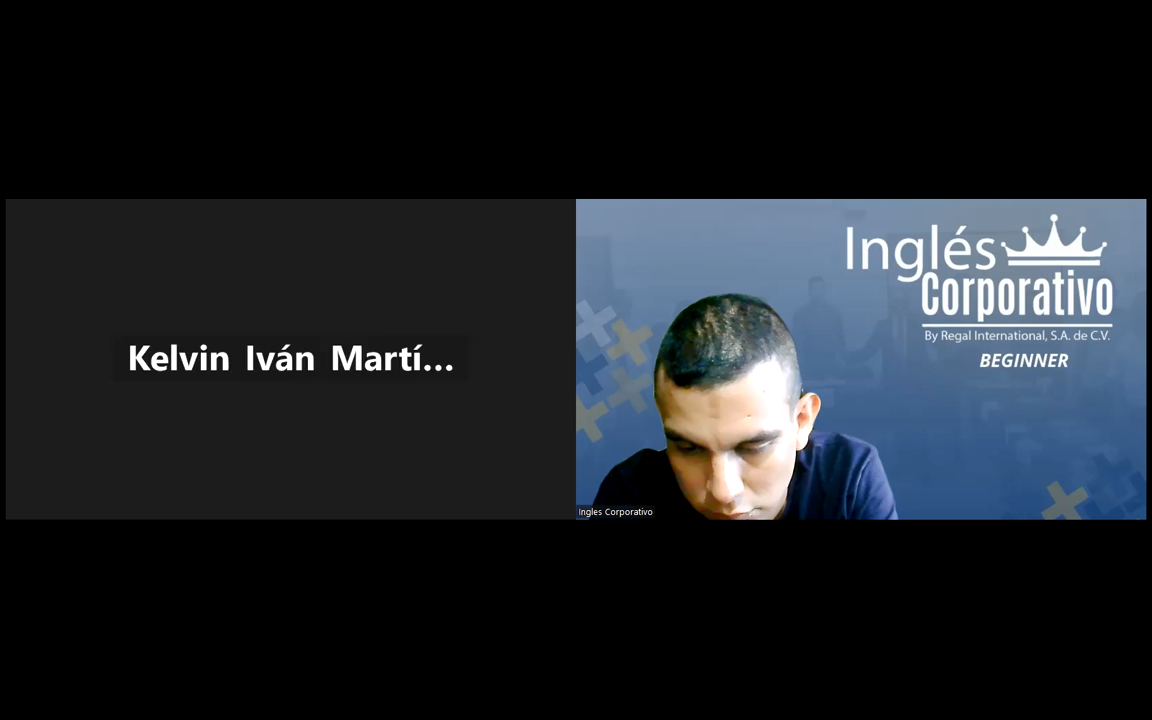 Kelvin Iván Martí...
Inglés
Corporativo
By Regal International, S.A. de C.V.
BEGINNER
Ingles Corporativo